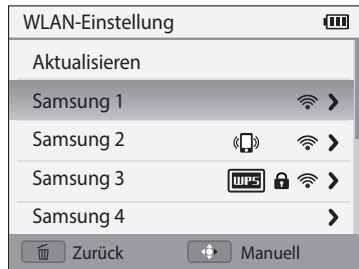 WLAN-Einstellung
Aktualisieren
Samsung 1
Samsung 2
Samsung 3 WPS
Samsung 4
Zurück Manuell